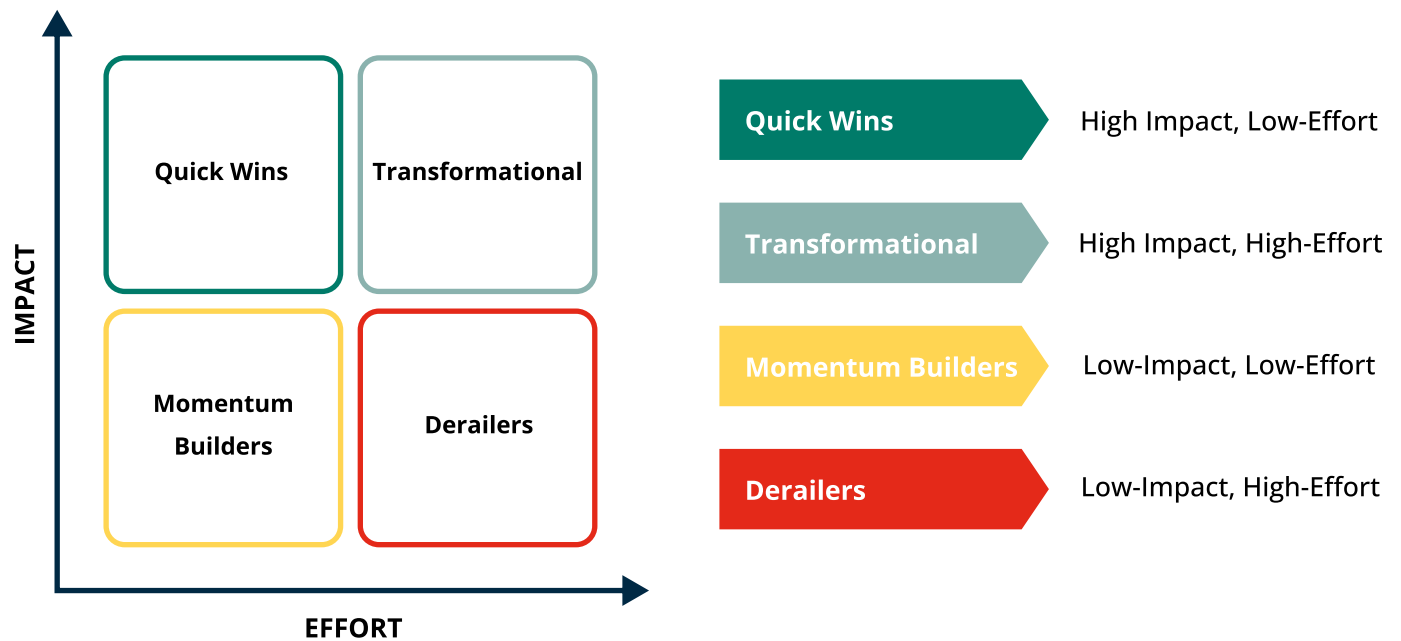 IMPACT
Quick Wins
Transformational
Momentum
Builders
Derailers
EFFORT
Quick Wins
High Impact, Low-Effort
Transformational
High Impact, High-Effort
Momentum Builders
Low-Impact, Low-Effort
Derailers
Low-Impact, High-Effort